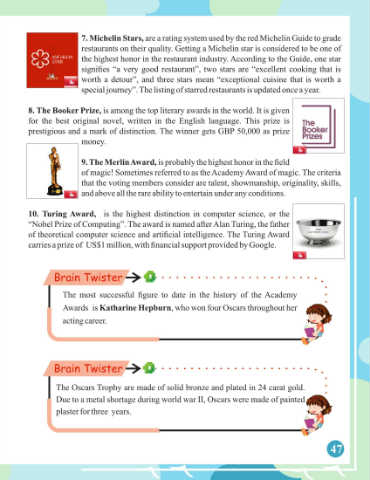 7. Michelin Stars, are a rating system used by the red Michelin Guide to grade
restaurants on their quality. Getting a Michelin star is considered to be one of
the highest honor in the restaurant industry. According to the Guide, one star
signifies "a very good restaurant", two stars are "excellent cooking that is
worth a detour", and three stars mean "exceptional cuisine that is worth a
special journey". The listing of starred restaurants is updated once a year.
8. The Booker Prize, is among the top literary awards in the world. It is given
for the best original novel, written in the English language. This prize is
prestigious and a mark of distinction. The winner gets GBP 50,000 as prize
money.
The
Booker
Prizes
9. The Merlin Award, is probably the highest honor in the field
of magic! Sometimes referred to as the Academy Award of magic. The criteria
that the voting members consider are talent, showmanship, originality, skills,
and above all the rare ability to entertain under any conditions.
10. Turing Award, is the highest distinction in computer science, or the
"Nobel Prize of Computing". The award is named after Alan Turing, the father
of theoretical computer science and artificial intelligence. The Turing Award
carries a prize of US$1 million, with financial support provided by Google.
Brain Twister
The most successful figure to date in the history of the Academy
Awards is Katharine Hepburn, who won four Oscars throughout her
acting career.
Brain Twister
The Oscars Trophy are made of solid bronze and plated in 24 carat gold.
Due to a metal shortage during world war II, Oscars were made of painted
plaster for three years.
47